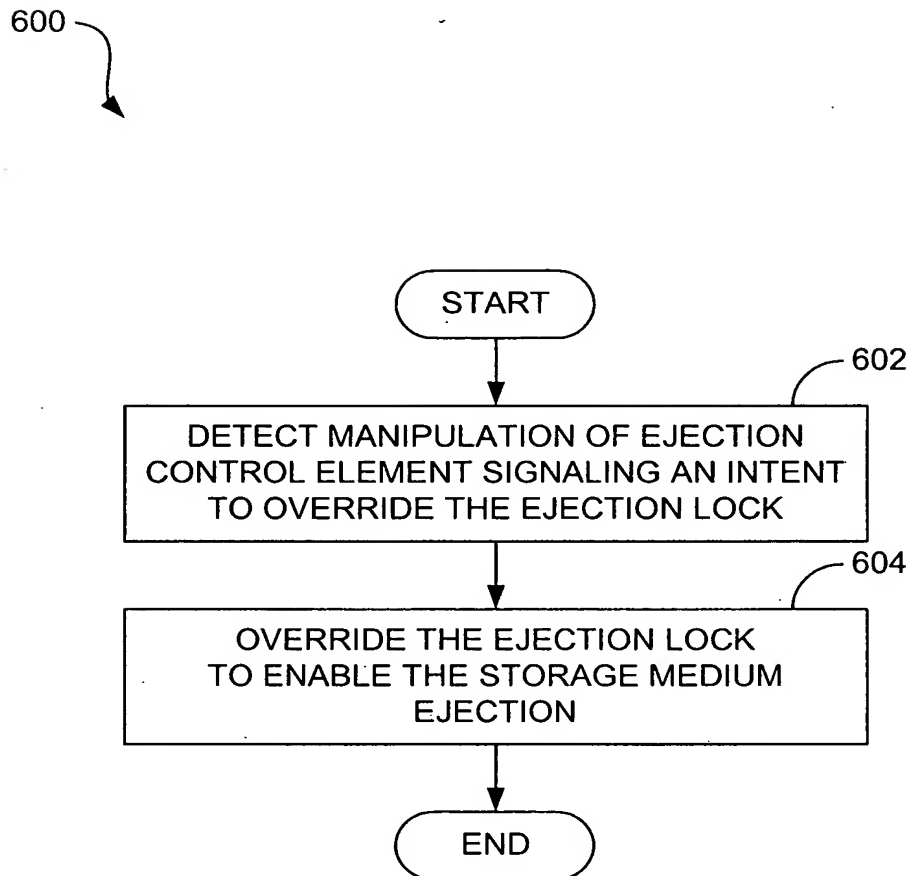 600
START
602
DETECT MANIPULATION OF EJECTION
CONTROL ELEMENT SIGNALING AN INTENT
TO OVERRIDE THE EJECTION LOCK
604
OVERRIDE THE EJECTION LOCK
TO ENABLE THE STORAGE MEDIUM
EJECTION
END